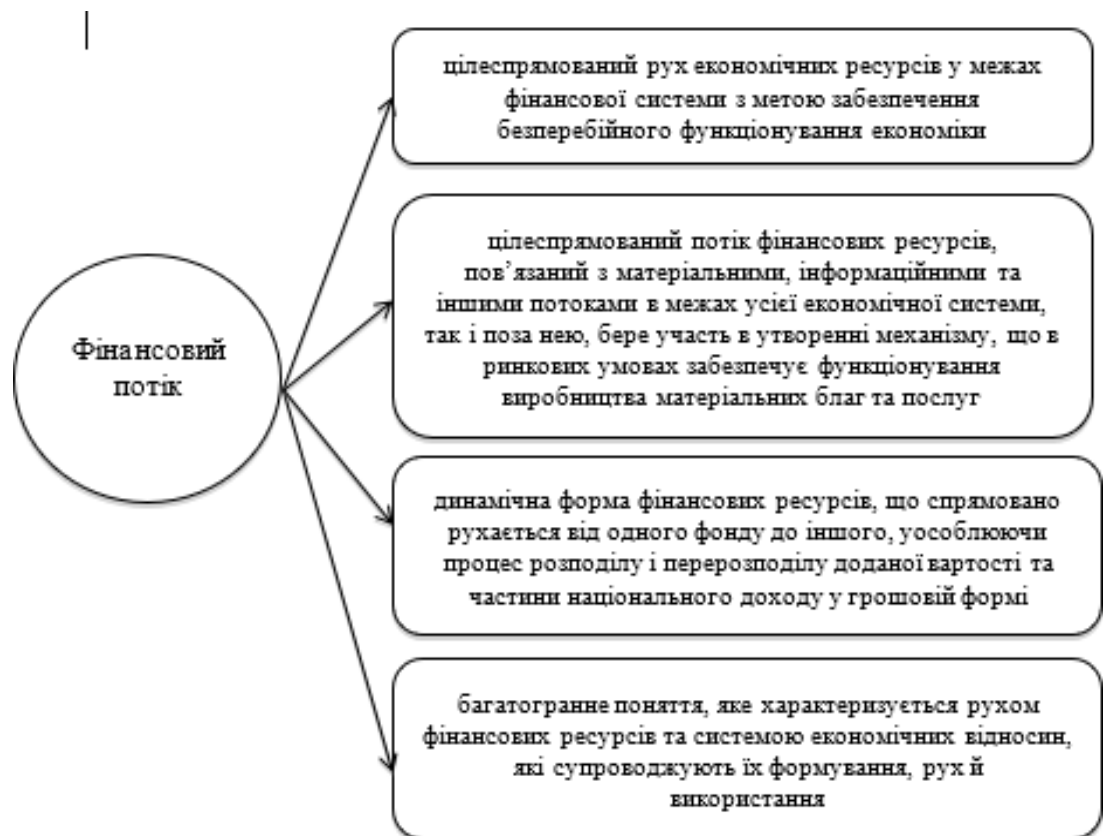 Фінансовий
потік
цілеспрямований рух економічних ресурсів у межах
фінансової системи з метою забезпечення
безперебійного функціонування економіки
цілеспрямований потік фінансових ресурсів,
пов’язаний з матеріальними, інформаційними та
іншими потоками в межах усієї економічної системи,
так і поза нею, бере участь в утворенні механізму, що в
ринкових умовах забезпечує функціонування
виробництва матеріальних благ та послуг
динамічна форма фінансових ресурсів, що спрямовано
рухається від одного фонду до іншого, уособлюючи
процес розподілу і перерозподілу доданої вартості та
частини національного доходу у грошовій формі
багатогранне поняття, яке характеризується рухом
фінансових ресурсів та системою економічних відносин,
які супроводжують їх формування, рух й
використання